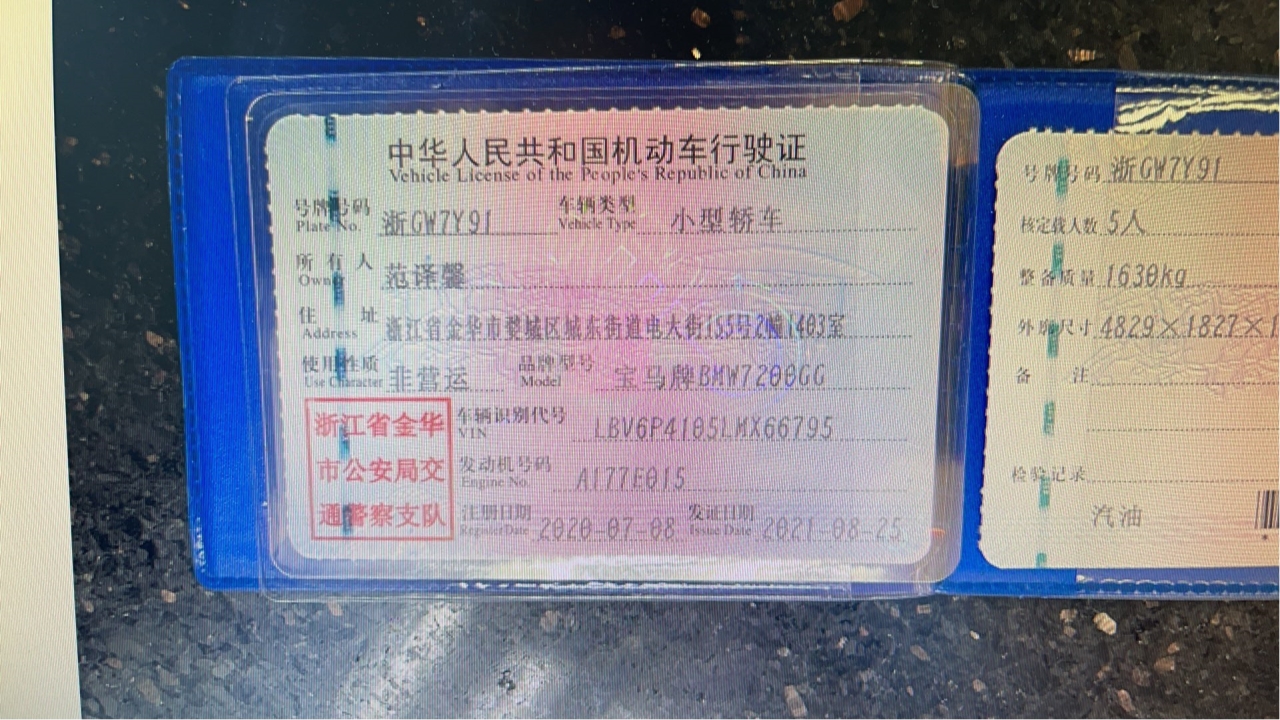 中华人民共和国机动车行驶证
Vehicle License of the People's Republic of China
号牌号码 浙GW7Y91 车辆类型 小型轿车
Plate No. Vehicle Type
所有人 范译馨
Owner
住址 浙江省金华市婺城区城东街道电大街155号2幢1403室
Address
使用性质 非营运 品牌型号 宝马牌BMW7200GG
Use Character Model
浙江省金华
市公安局交
通警察支队
车辆识别代号 LBV6P4105LMX66795
VIN
发动机号码 A177E015
Engine No.
注册日期 2020-07-08 发证日期 2021-08-25
Register Date Issue Date
号牌号码 浙GW7Y91
核定载人数 5人
整备质量 1630kg
外廓尺寸 4829×1827×1
备注
检验记录
汽油